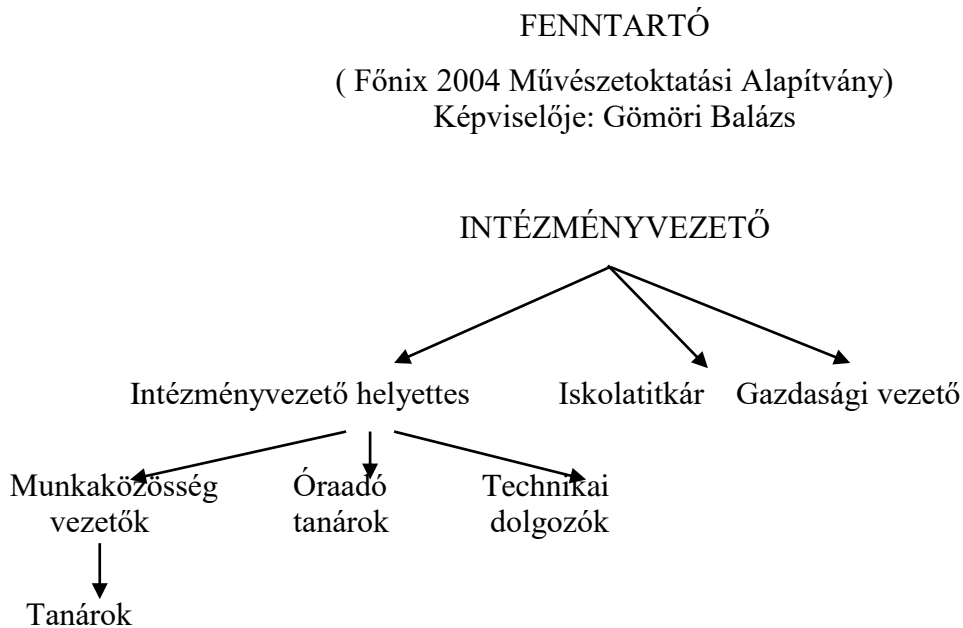 FENNTARTÓ
( Főnix 2004 Művészetoktatási Alapítvány)
Képviselője: Gömöri Balázs
INTÉZMÉNYVEZETŐ
Intézményvezető helyettes
Iskolatitkár
Gazdasági vezető
Munkaközösség
vezetők
Óraadó
tanárok
Technikai
dolgozók
Tanárok